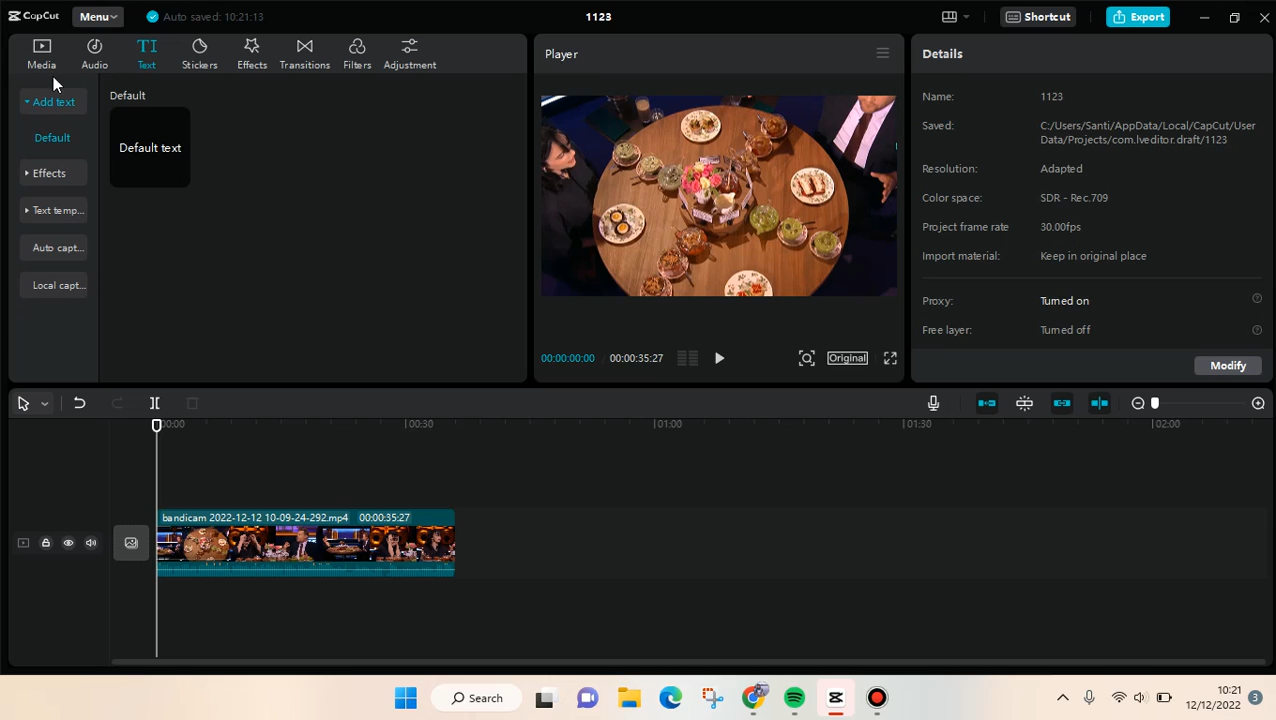 CapCut
Menu
Auto saved: 10:21:13
1123
Shortcut
Export
Media
Audio
TI
Text
Stickers
Effects
Transitions
Filters
Adjustment
Add text
Default
Effects
Text temp...
Auto capt...
Local capt...
Default
Default text
Player
00:00:00:00
00:00:35:27
Original
Details
Name: 1123
Saved: C:/Users/Santi/AppData/Local/CapCut/User
Data/Projects/com.lveditor.draft/1123
Resolution: Adapted
Color space: SDR - Rec.709
Project frame rate 30.00fps
Import material: Keep in original place
Proxy: Turned on
Free layer: Turned off
Modify
00:00
00:30
01:00
01:30
02:00
bandicam 2022-12-12 10-09-24-292.mp4 00:00:35:27
Search
10:21
12/12/2022
3